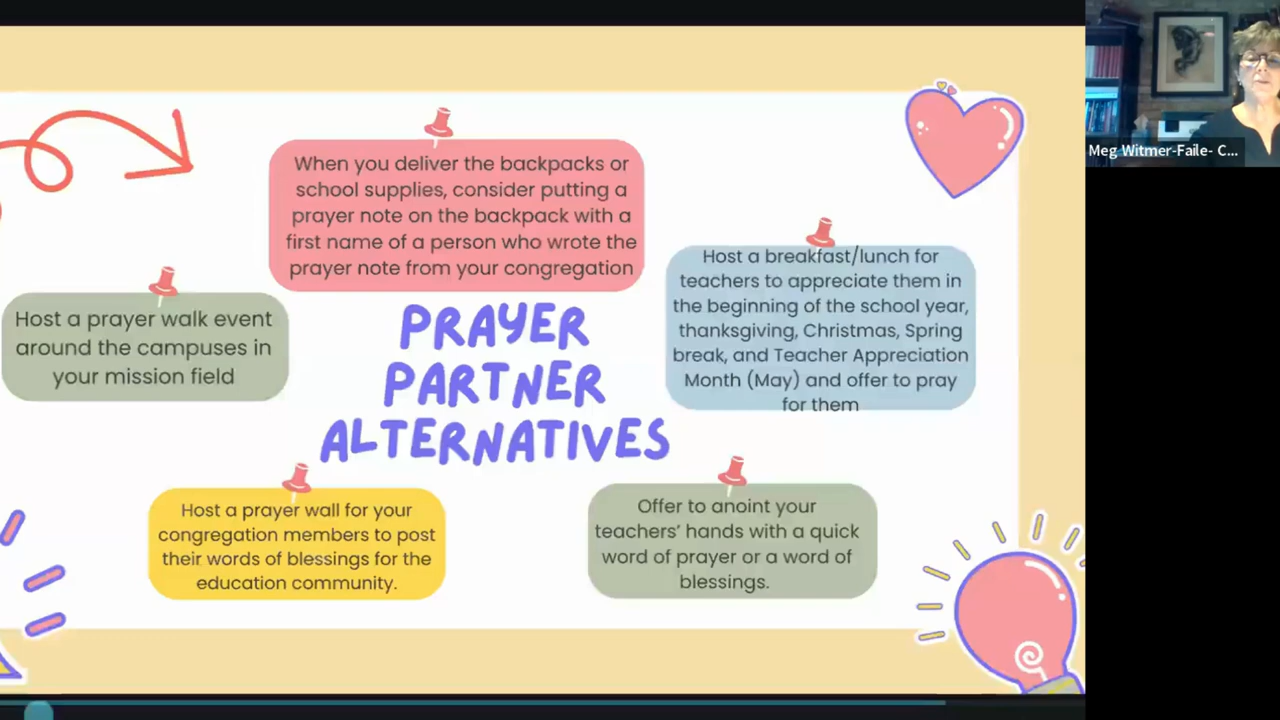 When you deliver the backpacks or
school supplies, consider putting a
prayer note on the backpack with a
first name of a person who wrote the
prayer note from your congregation
Host a prayer walk event
around the campuses in
your mission field
PRAYER
PARTNER
ALTERNATIVES
Host a breakfast/lunch for
teachers to appreciate them in
the beginning of the school year,
thanksgiving, Christmas, Spring
break, and Teacher Appreciation
Month (May) and offer to pray
for them
Host a prayer wall for your
congregation members to post
their words of blessings for the
education community.
Offer to anoint your
teachers' hands with a quick
word of prayer or a word of
blessings.
Meg Witmer-Faile- C...